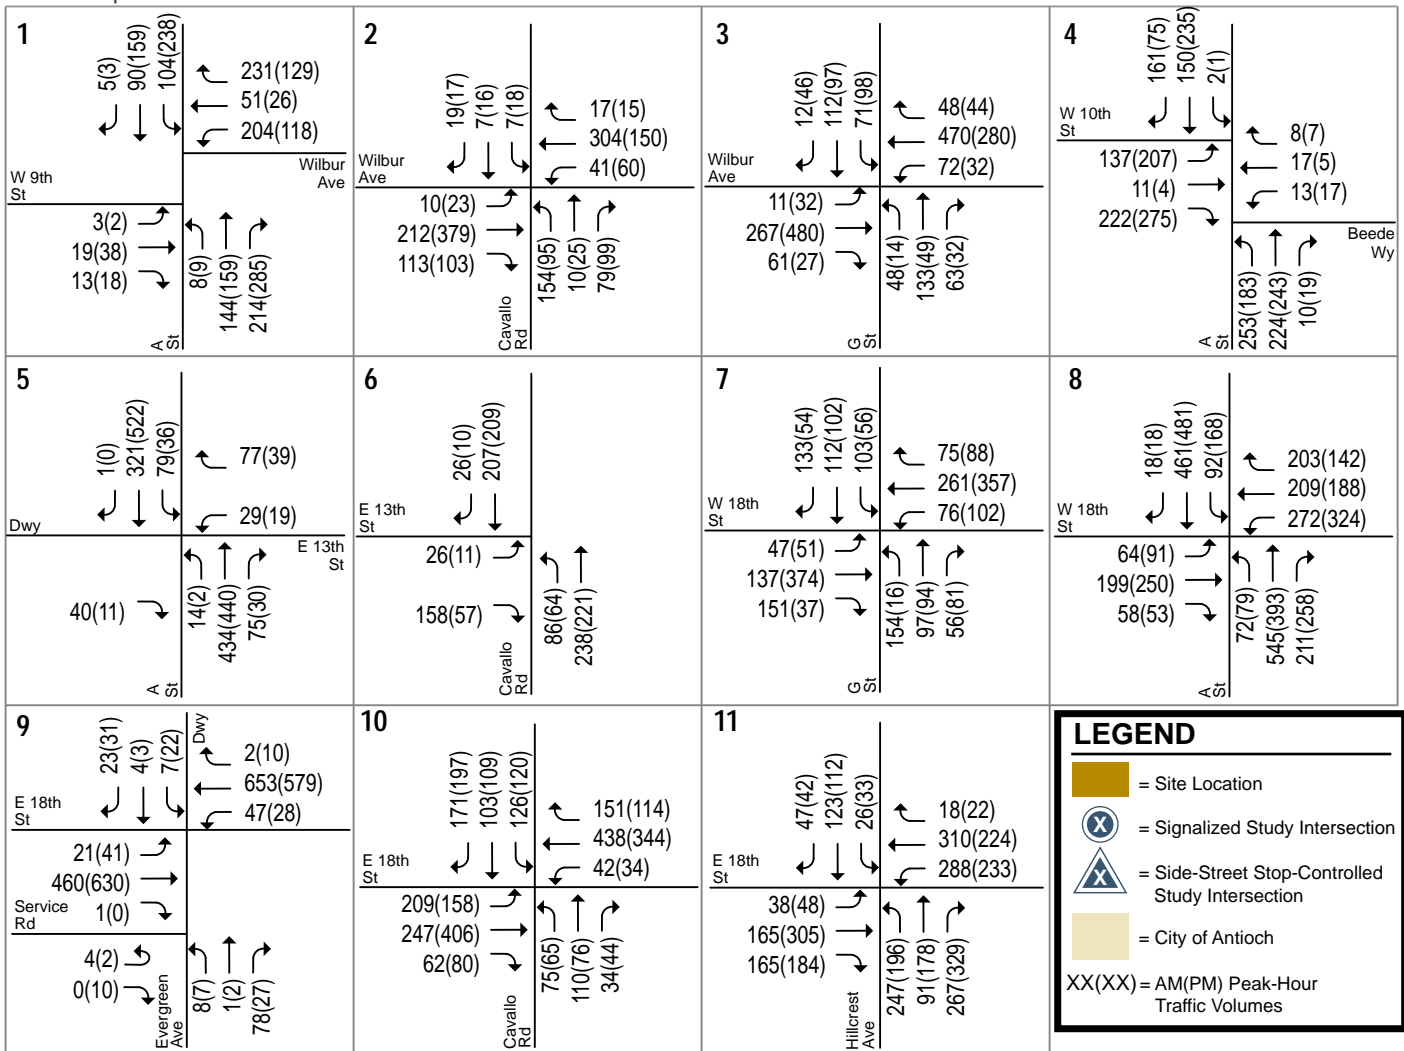 1
5(3)
90(159)
104(238)
231(129)
51(26)
204(118)
Wilbur
Ave
W 9th
St
3(2)
19(38)
13(18)
8(9)
144(159)
214(285)
A
St
2
19(17)
7(16)
7(18)
17(15)
304(150)
41(60)
Wilbur
Ave
10(23)
212(379)
113(103)
154(95)
10(25)
79(99)
Cavallo
Rd
3
12(46)
112(97)
71(98)
48(44)
470(280)
72(32)
Wilbur
Ave
11(32)
267(480)
61(27)
48(14)
133(49)
63(32)
G
St
4
161(75)
150(235)
2(1)
W 10th
St
8(7)
17(5)
13(17)
137(207)
11(4)
222(275)
Beede
Wy
253(183)
224(243)
10(19)
A
St
5
1(0)
321(522)
79(36)
77(39)
29(19)
Dwy
E 13th
St
40(11)
14(2)
434(440)
75(30)
A
St
6
26(10)
207(209)
E 13th
St
26(11)
158(57)
86(64)
238(221)
Cavallo
Rd
7
133(54)
112(102)
103(56)
75(88)
261(357)
76(102)
W 18th
St
47(51)
137(374)
151(37)
154(16)
97(94)
56(81)
G
St
8
18(18)
461(481)
92(168)
203(142)
209(188)
272(324)
W 18th
St
64(91)
199(250)
58(53)
72(79)
545(393)
211(258)
A
St
9
23(31)
4(3)
7(22)
Dwy
2(10)
653(579)
47(28)
E 18th
St
21(41)
460(630)
1(0)
Service
Rd
4(2)
0(10)
8(7)
1(2)
78(27)
Evergreen
Ave
10
171(197)
103(109)
126(120)
151(114)
438(344)
42(34)
E 18th
St
209(158)
247(406)
62(80)
75(65)
110(76)
34(44)
Cavallo
Rd
11
47(42)
123(112)
26(33)
18(22)
310(224)
288(233)
E 18th
St
38(48)
165(305)
165(184)
247(196)
91(178)
267(329)
Hillcrest
Ave
LEGEND
= Site Location
X = Signalized Study Intersection
X = Side-Street Stop-Controlled
Study Intersection
= City of Antioch
XX(XX) = AM(PM) Peak-Hour
Traffic Volumes